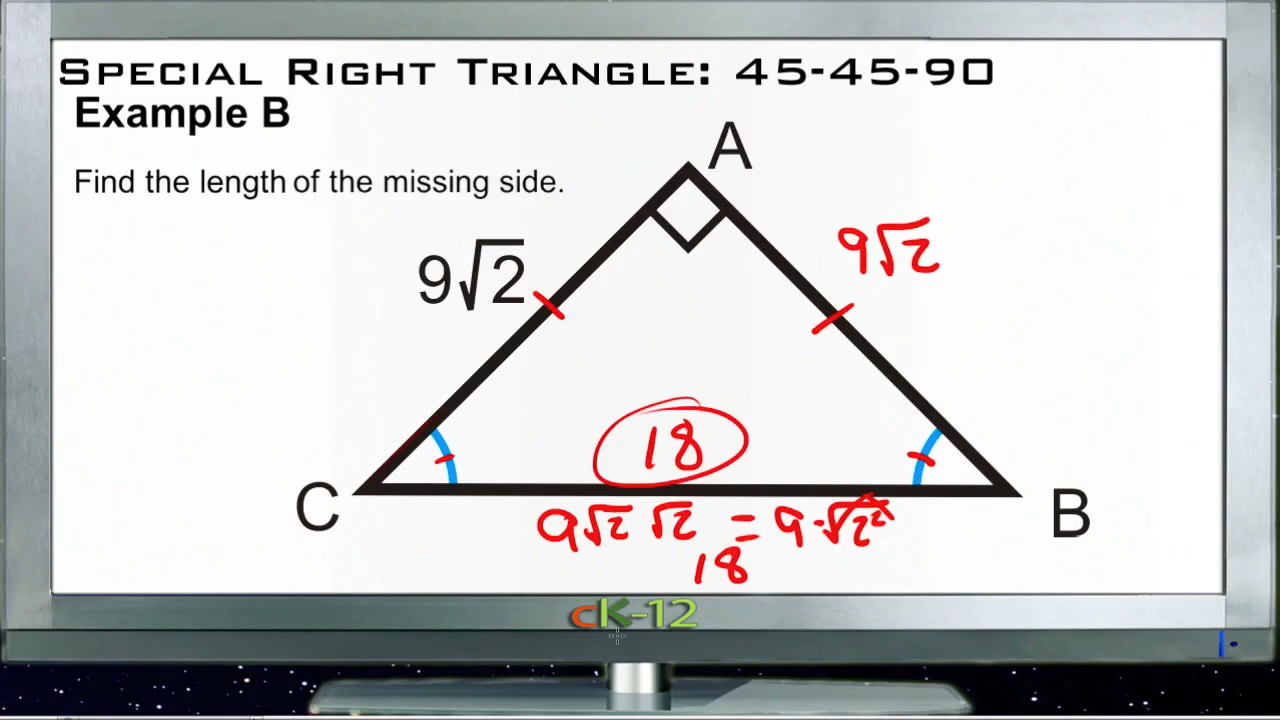 SPECIAL RIGHT TRIANGLE: 45-45-90
Example B
Find the length of the missing side.
A
9√2
9√2
18
C
B
9√2 √2 = 9·√2²
18
cK-12